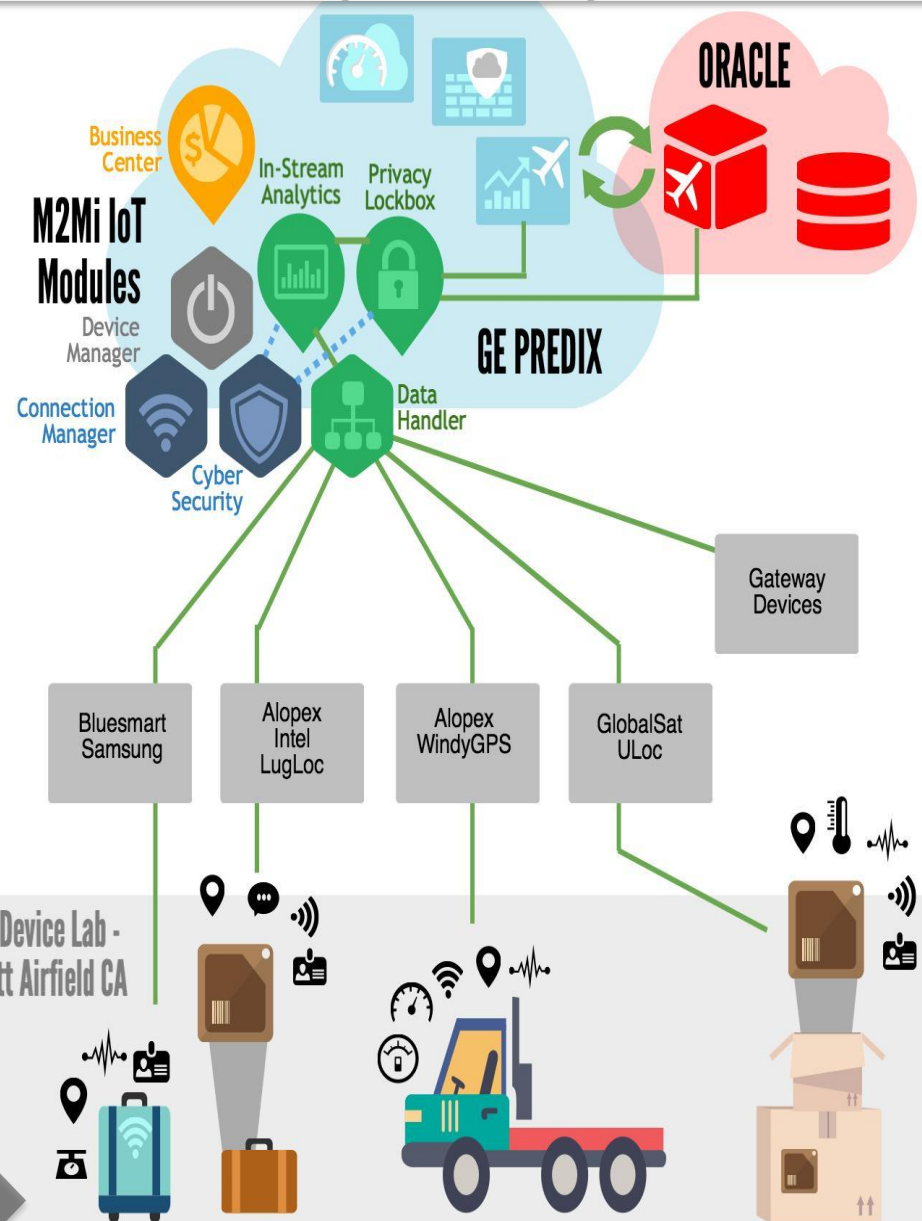 ORACLE
Business
Center
In-Stream
Analytics
Privacy
Lockbox
M2Mi IoT
Modules
Device
Manager
GE PREDIX
Connection
Manager
Data
Handler
Cyber
Security
Gateway
Devices
Bluesmart
Samsung
Alopex
Intel
LugLoc
Alopex
WindyGPS
GlobalSat
ULoc
Device Lab -
tt Airfield CA